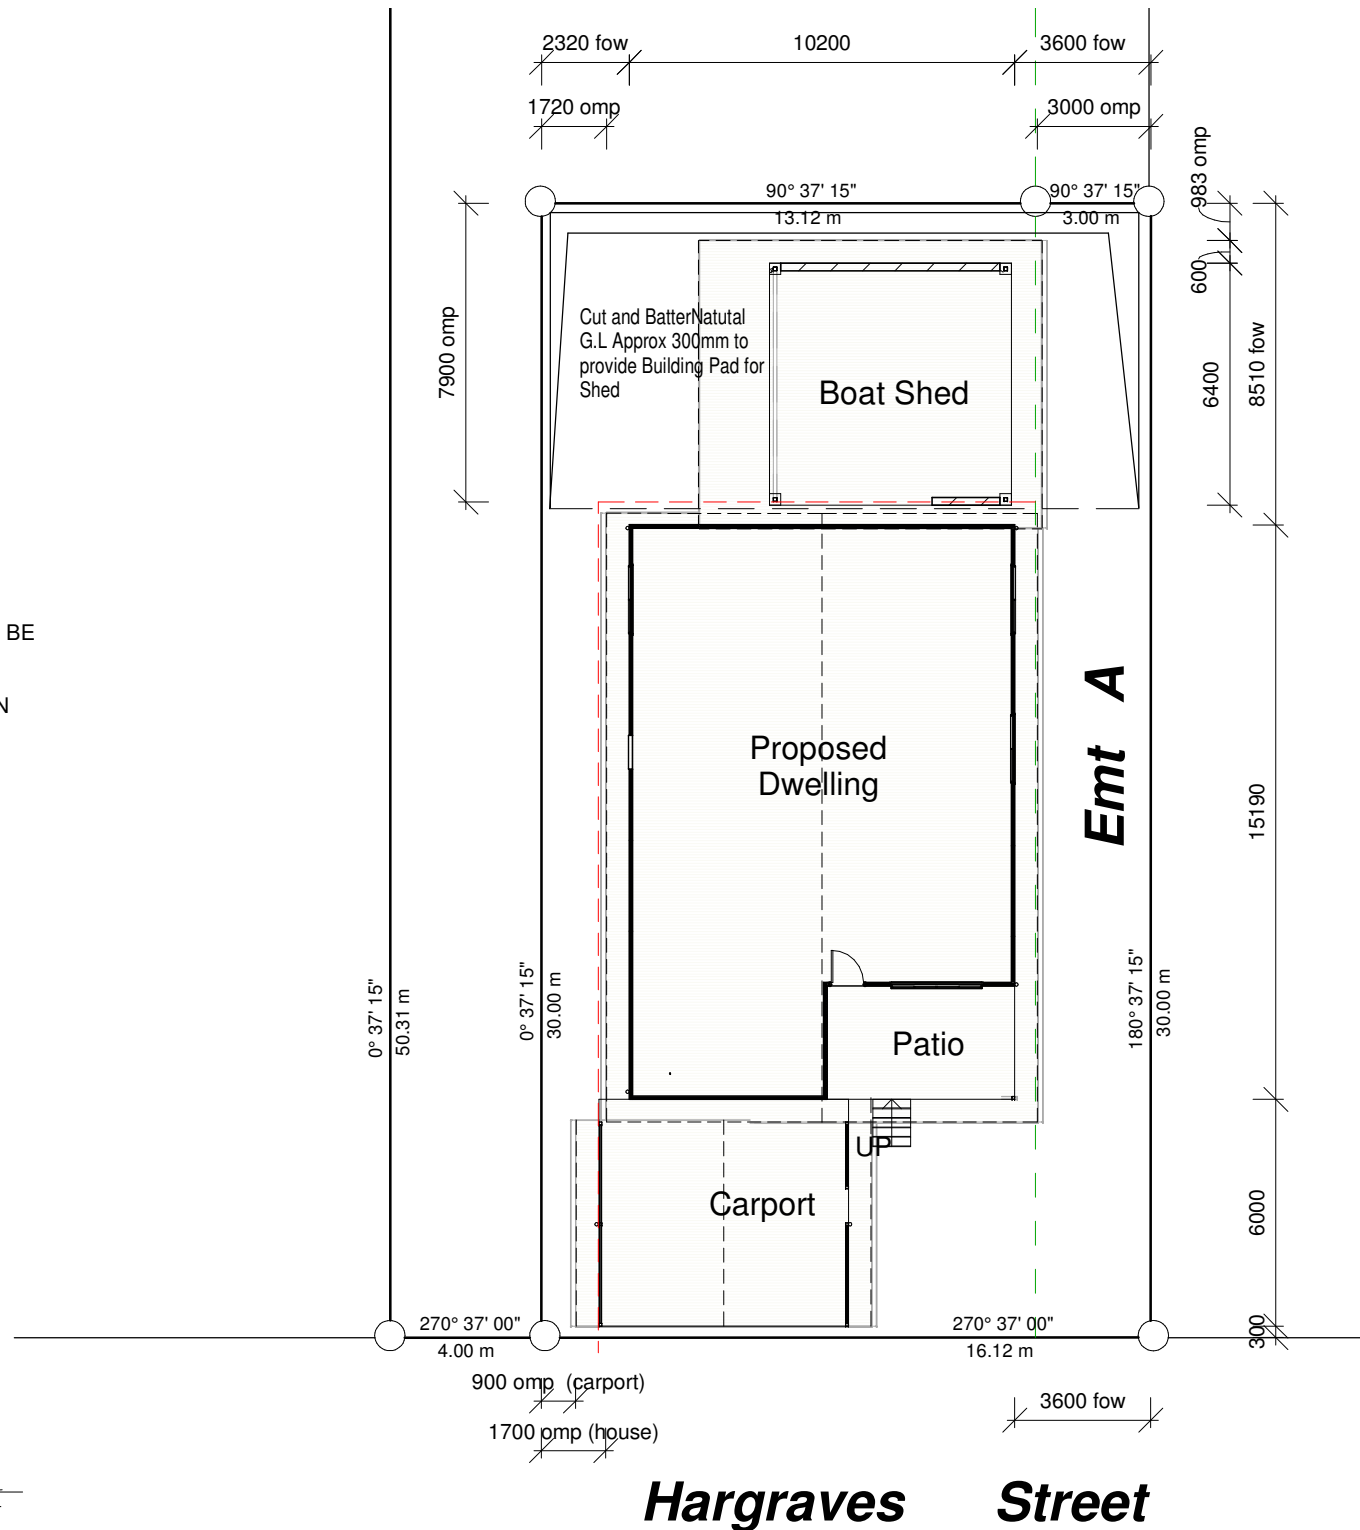 2320 fow
10200
3600 fow
1720 omp
3000 omp
983 omp
90° 37' 15"
90° 37' 15"
13.12 m
3.00 m
600
7900 omp
Cut and BatterNatutal
G.L Approx 300mm to
provide Building Pad for
Shed
Boat Shed
6400
8510 fow
BE
N
Proposed
Dwelling
Emt A
15190
0° 37' 15"
50.31 m
0° 37' 15"
30.00 m
180° 37' 15"
30.00 m
Patio
UP
Carport
6000
270° 37' 00"
270° 37' 00"
300
4.00 m
16.12 m
900 omp (carport)
3600 fow
1700 omp (house)
Hargraves Street